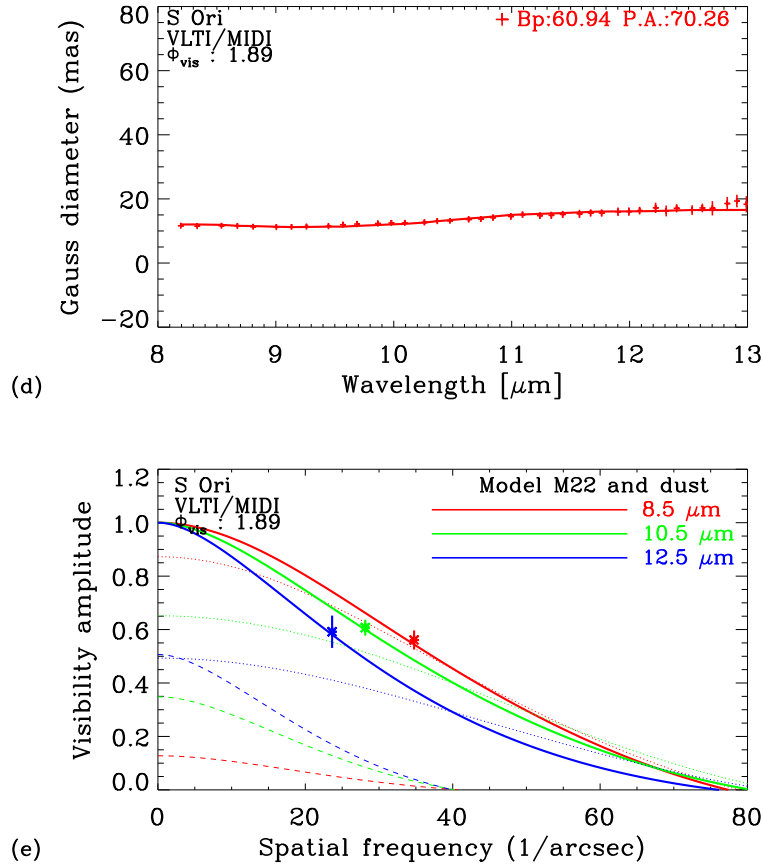 S Ori
+ Bp:60.94 P.A.:70.26
VLTI/MIDI
Φvis : 1.89
80
60
40
20
0
−20
Gauss diameter (mas)
8 9 10 11 12 13
Wavelength [μm]
(d)
S Ori
VLTI/MIDI
Φvis : 1.89
Model M22 and dust
8.5 μm
10.5 μm
12.5 μm
1.2
1.0
0.8
0.6
0.4
0.2
0.0
Visibility amplitude
0 20 40 60 80
Spatial frequency (1/arcsec)
(e)